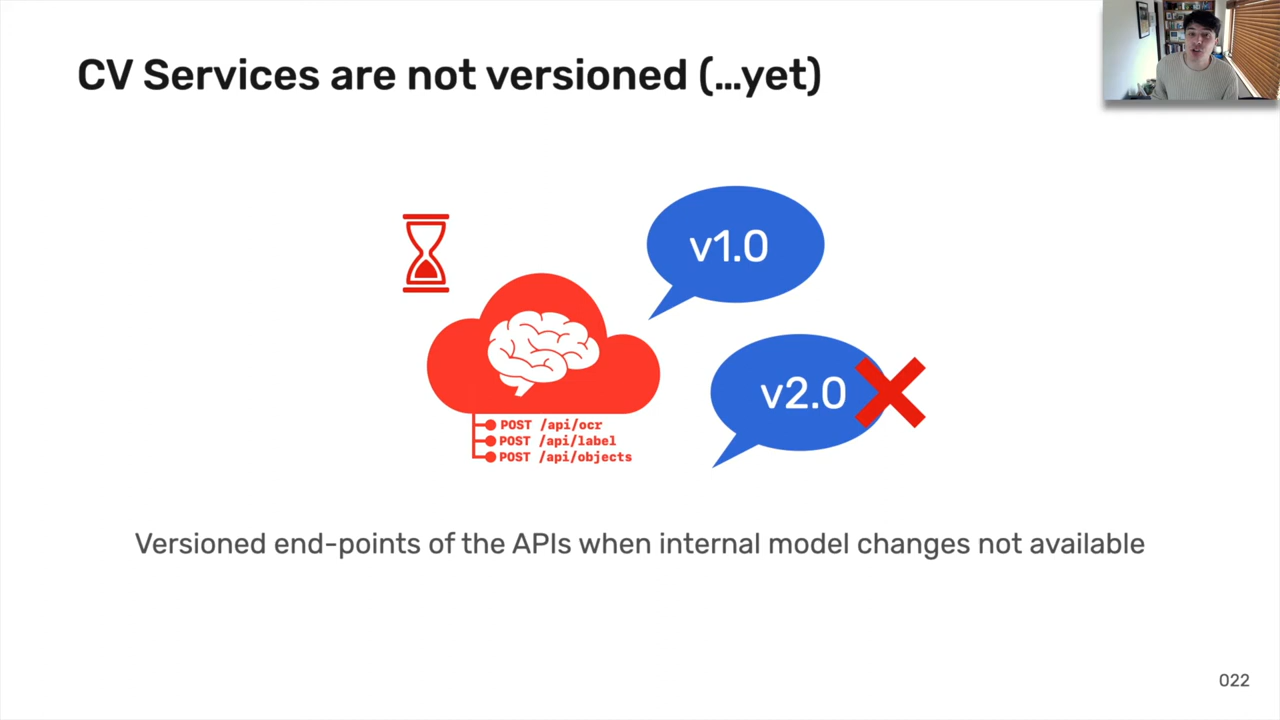 CV Services are not versioned (...yet)
v1.0
v2.0
POST /api/ocr
POST /api/label
POST /api/objects
Versioned end-points of the APIs when internal model changes not available
022